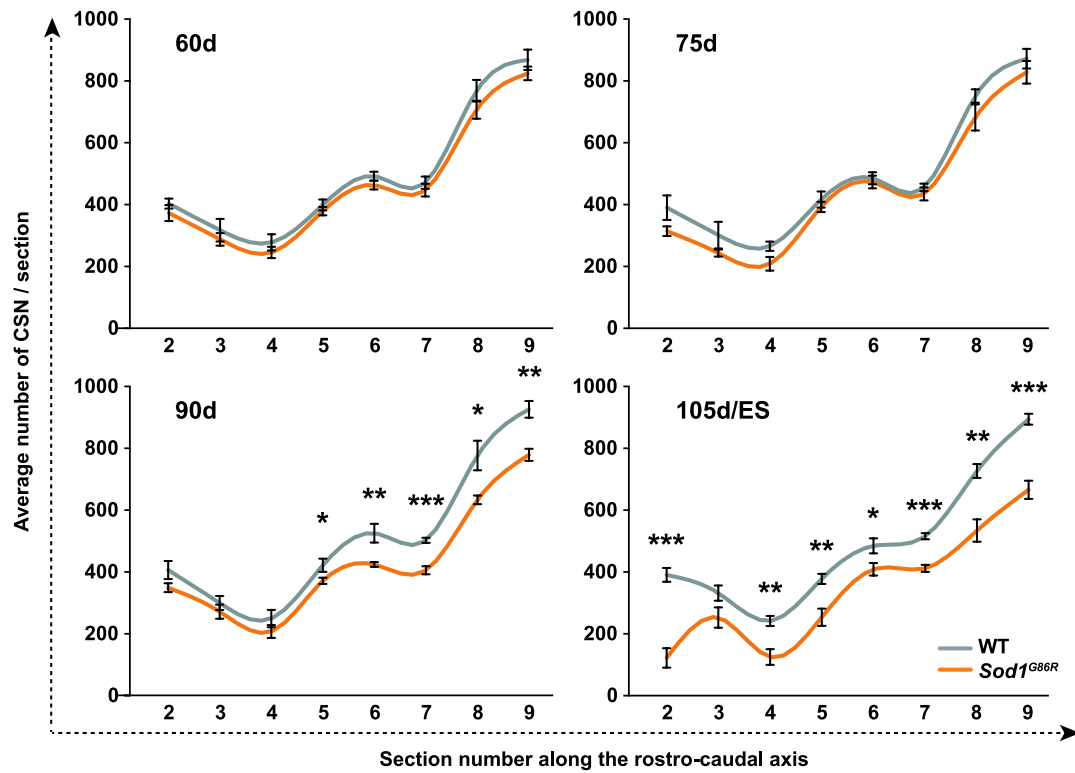 Average number of CSN / section
60d
1000
800
600
400
200
0
2 3 4 5 6 7 8 9
75d
1000
800
600
400
200
0
2 3 4 5 6 7 8 9
90d
1000
800
600
400
200
0
* ** *** * **
2 3 4 5 6 7 8 9
105d/ES
1000
800
600
400
200
0
*** ** ** * *** ** ***
WT
Sod1G86R
2 3 4 5 6 7 8 9
Section number along the rostro-caudal axis